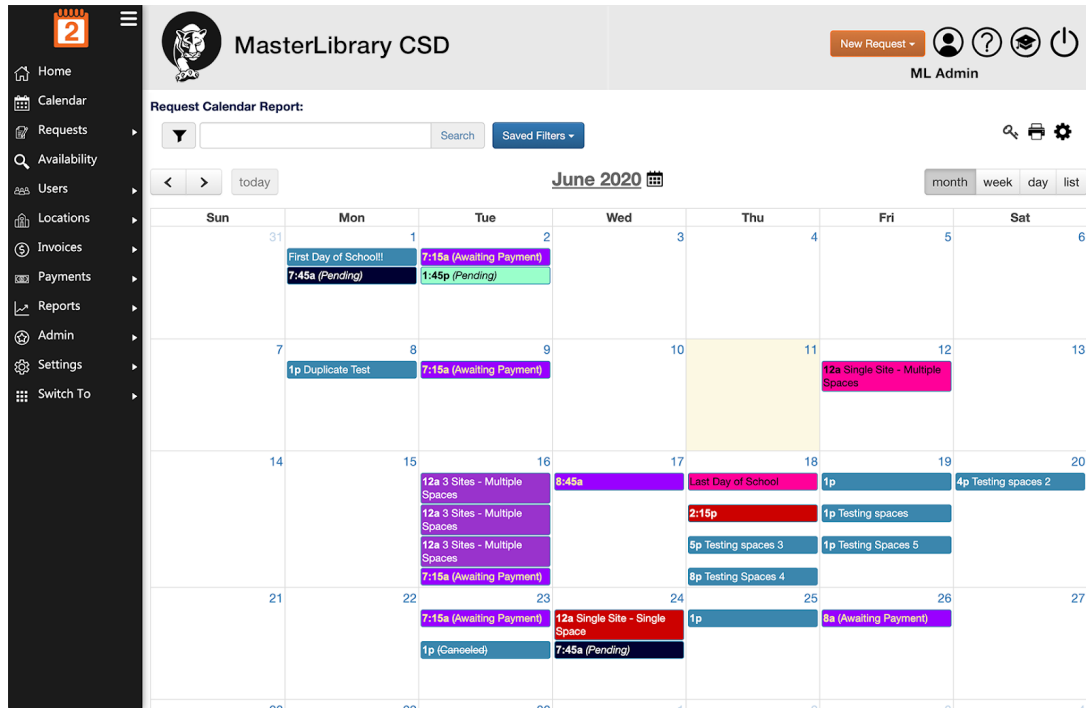 2
MasterLibrary CSD
New Request
?
ML Admin
Home
Calendar
Requests
Availability
Users
Locations
Invoices
Payments
Reports
Admin
Settings
Switch To
Request Calendar Report:
Search
Saved Filters
today
June 2020
month week day list
Sun Mon Tue Wed Thu Fri Sat
31 1 2 3 4 5 6
First Day of School!!
7:45a (Pending)
7:15a (Awaiting Payment)
1:45p (Pending)
7 8 9 10 11 12 13
1p Duplicate Test
7:15a (Awaiting Payment)
12a Single Site - Multiple
Spaces
14 15 16 17 18 19 20
12a 3 Sites - Multiple
Spaces
12a 3 Sites - Multiple
Spaces
12a 3 Sites - Multiple
Spaces
7:15a (Awaiting Payment)
8:45a
Last Day of School
2:15p
5p Testing spaces 3
8p Testing Spaces 4
1p
1p Testing spaces
1p Testing Spaces 5
4p Testing spaces 2
21 22 23 24 25 26 27
7:15a (Awaiting Payment)
1p (Canceled)
12a Single Site - Single
Space
7:45a (Pending)
1p
8a (Awaiting Payment)